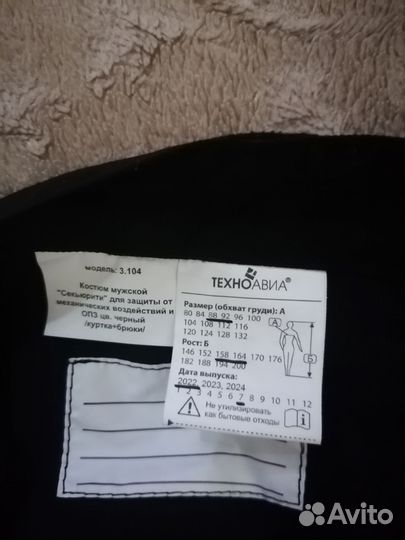 модель: 3.104
Костюм мужской
"Секьюрити" для защиты от
механических воздействий и
ОПЗ цв. черный
/куртка+брюки/
ТЕХНОАВИА®
Размер (обхват груди): А
80 84 88 92 96 100
104 108 112 116
120 124 128 132
Рост: Б
146 152 158 164 170 176
182 188 194 200
Дата выпуска:
2022, 2023, 2024
1 2 3 4 5 6 7 8 9 10 11 12
Не утилизировать
как бытовые отходы
А
Б
i
Avito